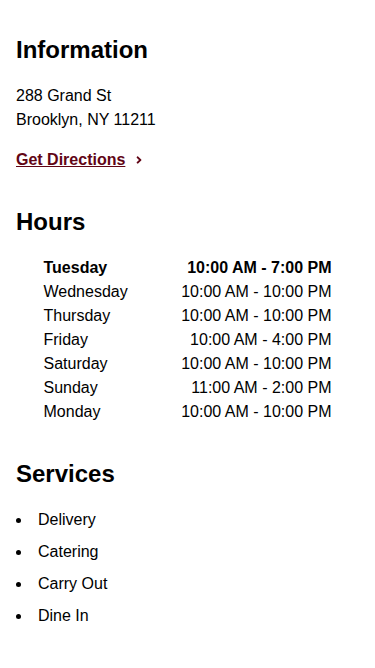 Information
288 Grand St
Brooklyn, NY 11211
Get Directions ›
Hours
Tuesday 10:00 AM - 7:00 PM
Wednesday 10:00 AM - 10:00 PM
Thursday 10:00 AM - 10:00 PM
Friday 10:00 AM - 4:00 PM
Saturday 10:00 AM - 10:00 PM
Sunday 11:00 AM - 2:00 PM
Monday 10:00 AM - 10:00 PM
Services
• Delivery
• Catering
• Carry Out
• Dine In